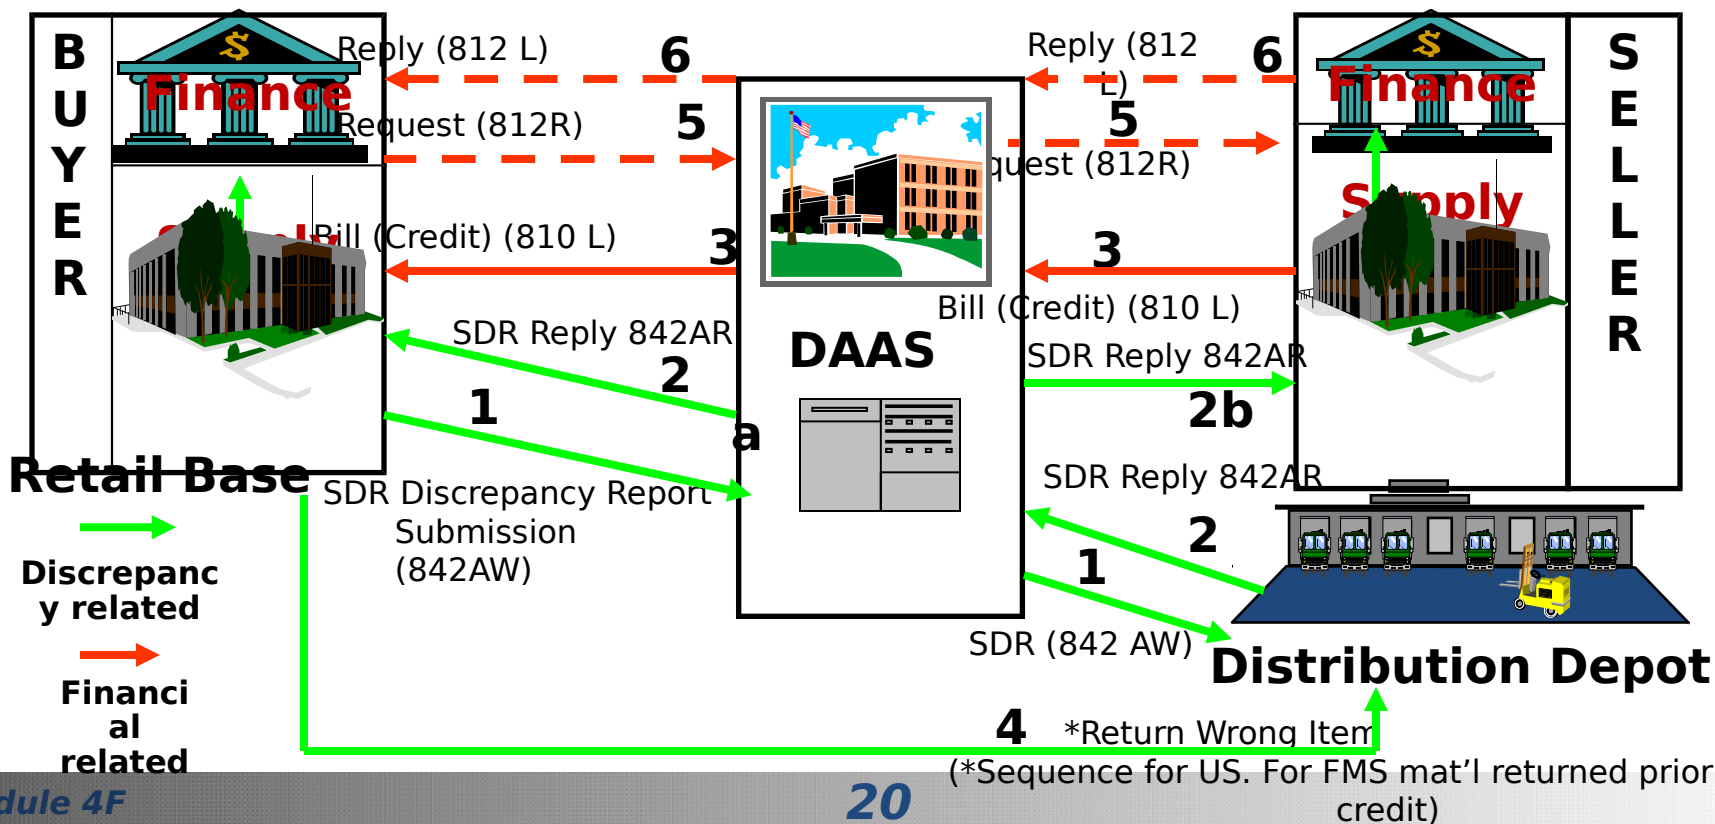 B
U
Y
E
R
$
Finance
Reply (812 L)
6
Request (812R)
5
Bill (Credit) (810 L)
3
SDR Reply 842AR
2
a
1
SDR Discrepancy Report
Submission
(842AW)
Retail Base
Discrepanc
y related
Financi
al
related
DAAS
Reply (812
L)
6
5
quest (812R)
3
Bill (Credit) (810 L)
SDR Reply 842AR
2b
SDR Reply 842AR
2
1
SDR (842 AW)
$
Finance
Supply
S
E
L
L
E
R
Distribution Depot
4
*Return Wrong Item
(*Sequence for US. For FMS mat’l returned prior
credit)
dule 4F
20